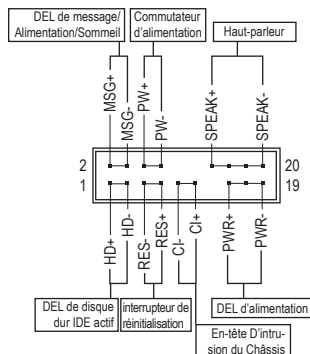 DEL de message/
Alimentation/Sommeil
Commutateur
d'alimentation
Haut-parleur
MSG+
MSG-
PW+
PW-
SPEAK+
SPEAK-
2
20
1
19
HD+
HD-
RES-
RES+
CI-
CI+
PWR+
PWR-
DEL de disque
dur IDE actif
interrupteur de
réinitialisation
DEL d'alimentation
En-tête D'intru-
sion du Châssis